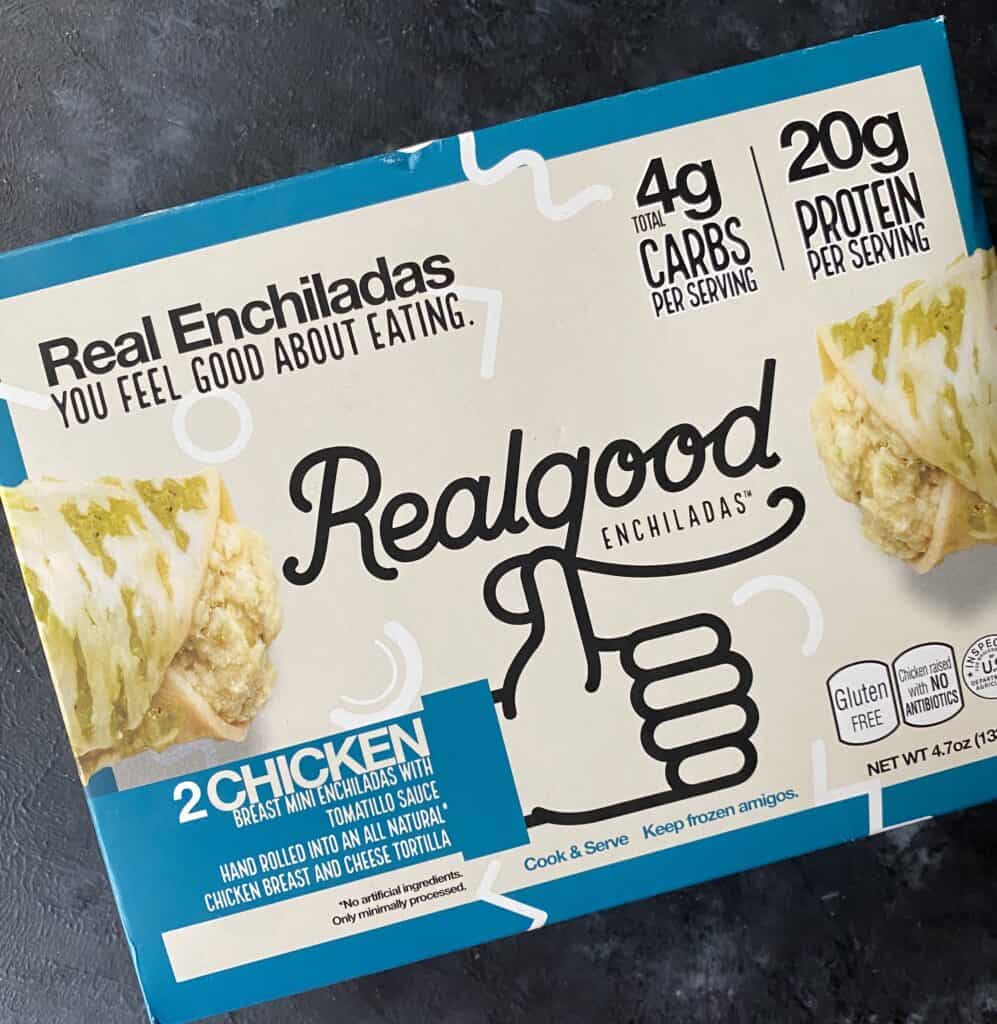 4g
TOTAL
CARBS
PER SERVING
20g
PROTEIN
PER SERVING
Real Enchiladas
YOU FEEL GOOD ABOUT EATING.
Realgood
ENCHILADAS™
Gluten
FREE
Chicken raised
with NO
ANTIBIOTICS
NET WT 4.7oz
2 CHICKEN
BREAST MINI ENCHILADAS WITH
TOMATILLO SAUCE
HAND ROLLED INTO AN ALL NATURAL*
CHICKEN BREAST AND CHEESE TORTILLA
*No artificial ingredients.
Only minimally processed.
Cook & Serve Keep frozen amigos.